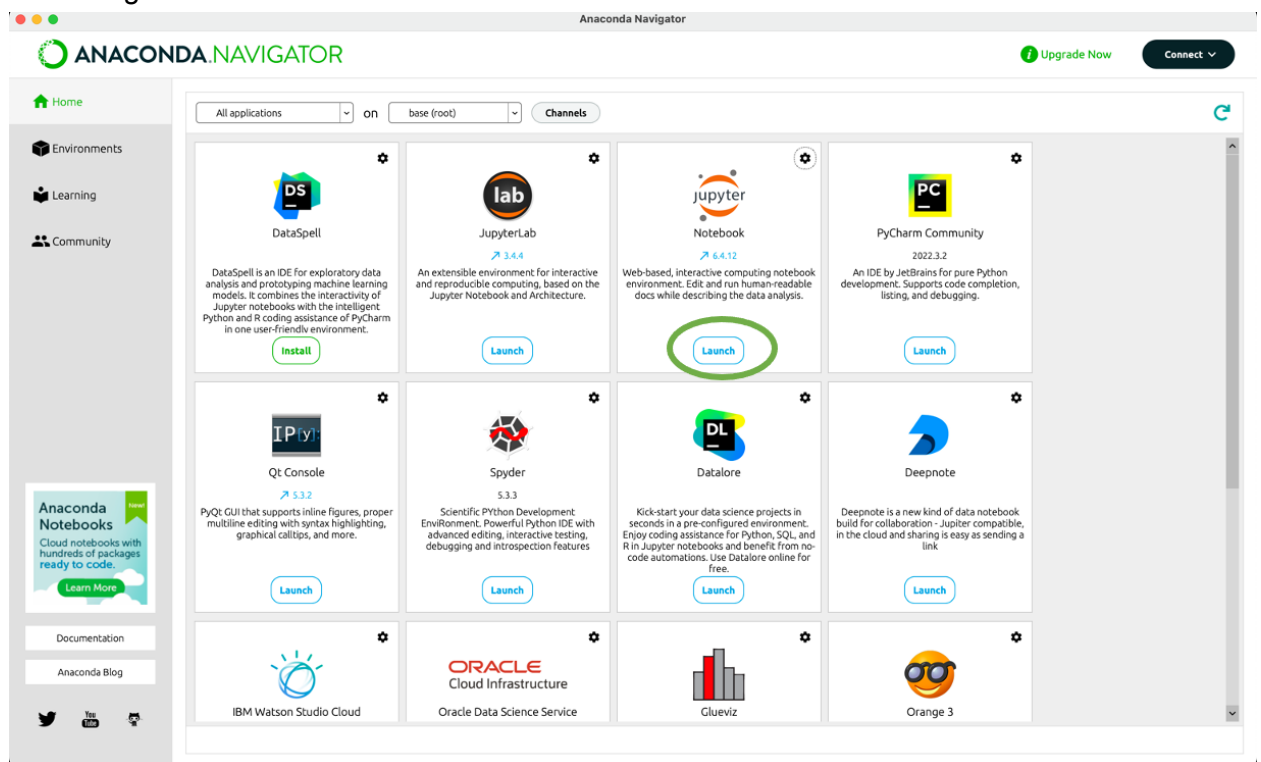 Anaconda Navigator
ANACONDA.NAVIGATOR
Upgrade Now
Connect
Home
Environments
Learning
Community
All applications
on
base (root)
Channels
DS
DataSpell
DataSpell is an IDE for exploratory data
analysis and prototyping machine learning
models. It combines the interactivity of
Jupyter notebooks with the intelligent
Python and R coding assistance of PyCharm
in one user-friendly environment.
Install
lab
JupyterLab
3.4.4
An extensible environment for interactive
and reproducible computing, based on the
Jupyter Notebook and Architecture.
Launch
jupyter
Notebook
6.4.12
Web-based, interactive computing notebook
environment. Edit and run human-readable
docs while describing the data analysis.
Launch
PC
PyCharm Community
2022.3.2
An IDE by JetBrains for pure Python
development. Supports code completion,
listing, and debugging.
Launch
IP[y]:
Qt Console
5.3.2
PyQt GUI that supports inline figures, proper
multiline editing with syntax highlighting,
graphical calltips, and more.
Launch
Spyder
5.3.3
Scientific PYthon Development
EnviRonment. Powerful Python IDE with
advanced editing, interactive testing,
debugging and introspection features
Launch
DL
Datalore
Kick-start your data science projects in
seconds in a pre-configured environment.
Enjoy coding assistance for Python, SQL, and
R in Jupyter notebooks and benefit from no-
code automations. Use Datalore online for
free.
Launch
Deepnote
Deepnote is a new kind of data notebook
build for collaboration - Jupiter compatible,
in the cloud and sharing is easy as sending a
link
Launch
IBM Watson Studio Cloud
ORACLE
Cloud Infrastructure
Oracle Data Science Service
Glueviz
Orange 3
Anaconda
Notebooks
New!
Cloud notebooks with
hundreds of packages
ready to code.
Learn More
Documentation
Anaconda Blog
You
Tube